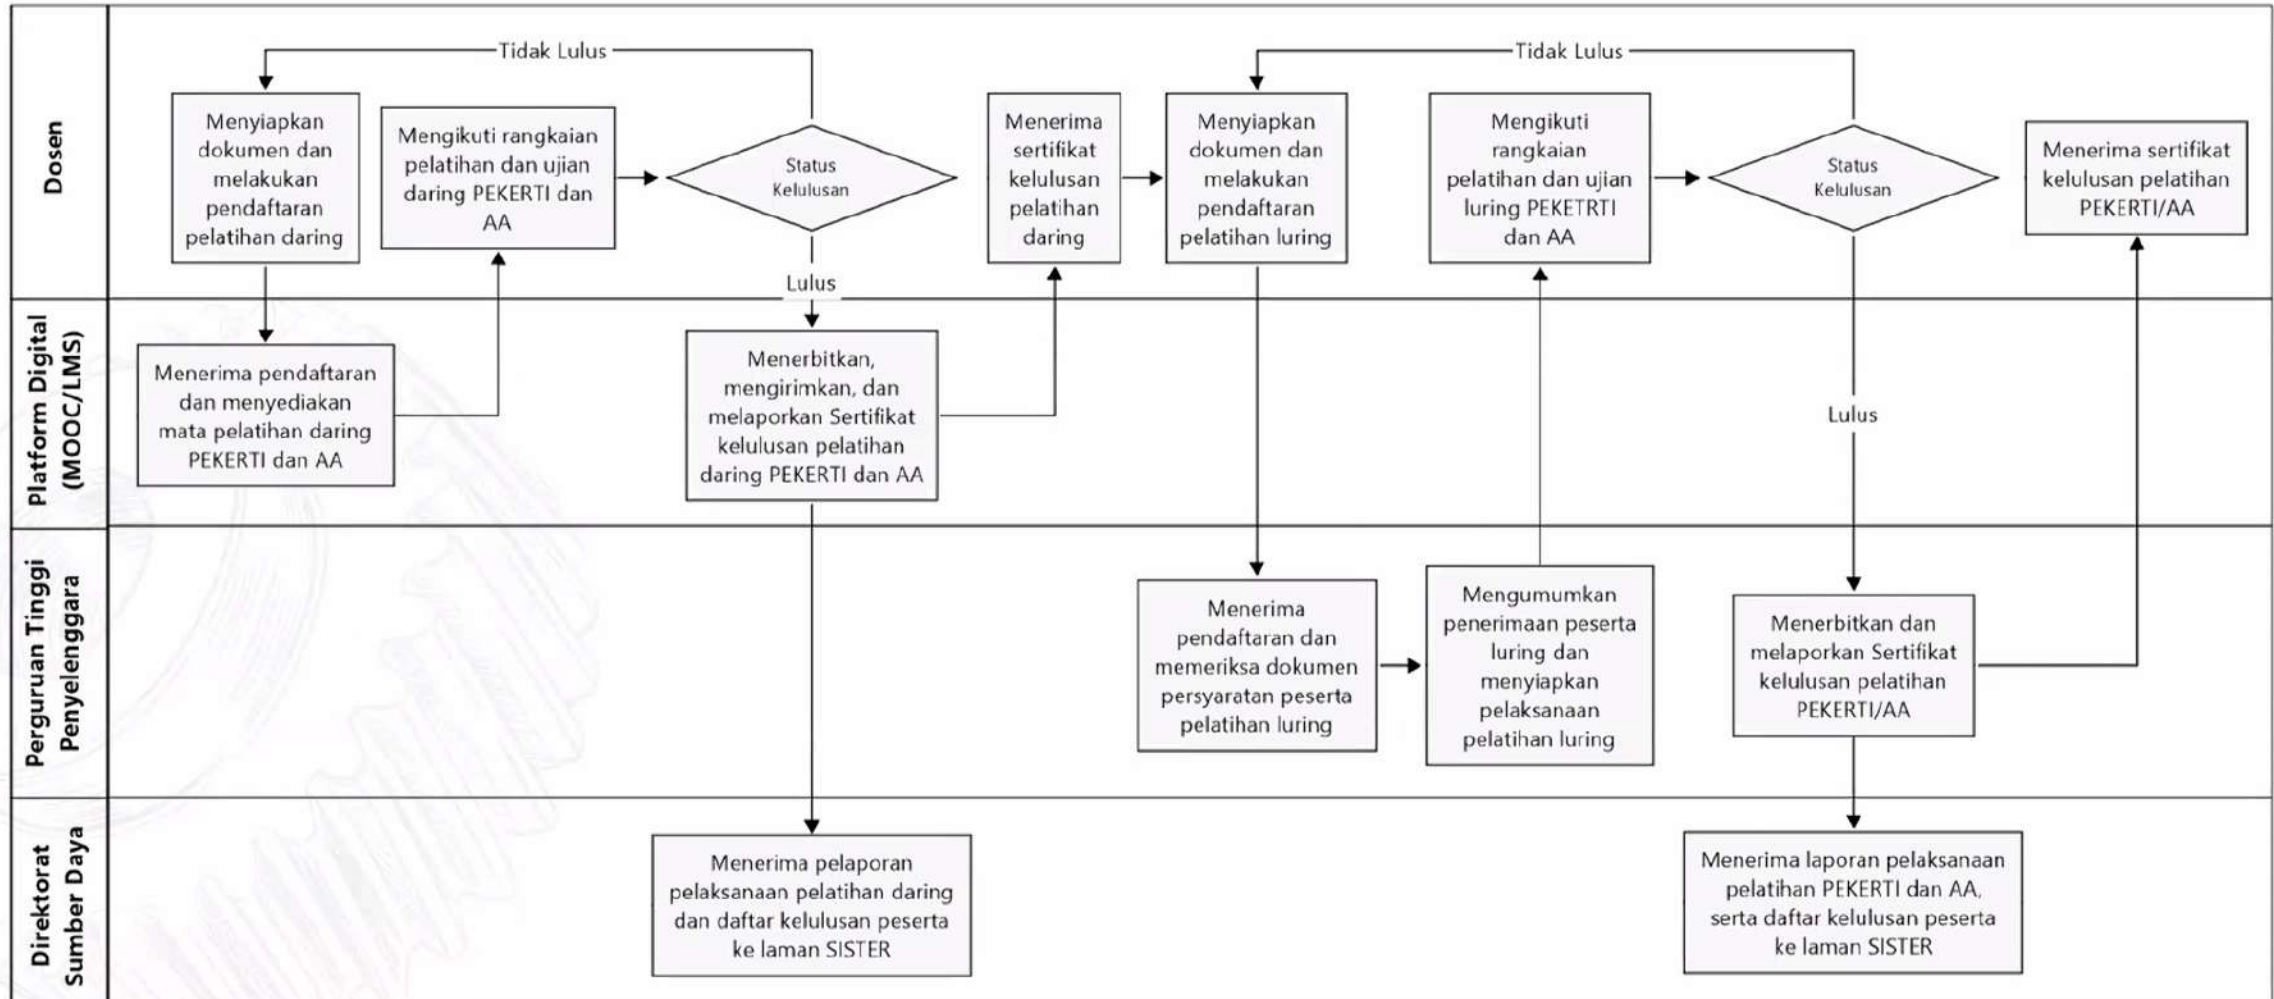 Dosen
Tidak Lulus
Menyiapkan
dokumen dan
melakukan
pendaftaran
pelatihan daring
Mengikuti rangkaian
pelatihan dan ujian
daring PEKERTI dan
AA
Status
Kelulusan
Lulus
Menerima
sertifikat
kelulusan
pelatihan
daring
Tidak Lulus
Menyiapkan
dokumen dan
melakukan
pendaftaran
pelatihan luring
Mengikuti
rangkaian
pelatihan dan ujian
luring PEKETRTI
dan AA
Status
Kelulusan
Menerima sertifikat
kelulusan pelatihan
PEKERTI/AA
Platform Digital
(MOOC/LMS)
Menerima pendaftaran
dan menyediakan
mata pelatihan daring
PEKERTI dan AA
Menerbitkan,
mengirimkan, dan
melaporkan Sertifikat
kelulusan pelatihan
daring PEKERTI dan AA
Lulus
Perguruan Tinggi
Penyelenggara
Menerima
pendaftaran dan
memeriksa dokumen
persyaratan peserta
pelatihan luring
Mengumumkan
penerimaan peserta
luring dan
menyiapkan
pelaksanaan
pelatihan luring
Menerbitkan dan
melaporkan Sertifikat
kelulusan pelatihan
PEKERTI/AA
Direktorat
Sumber Daya
Menerima pelaporan
pelaksanaan pelatihan daring
dan daftar kelulusan peserta
ke laman SISTER
Menerima laporan pelaksanaan
pelatihan PEKERTI dan AA,
serta daftar kelulusan peserta
ke laman SISTER